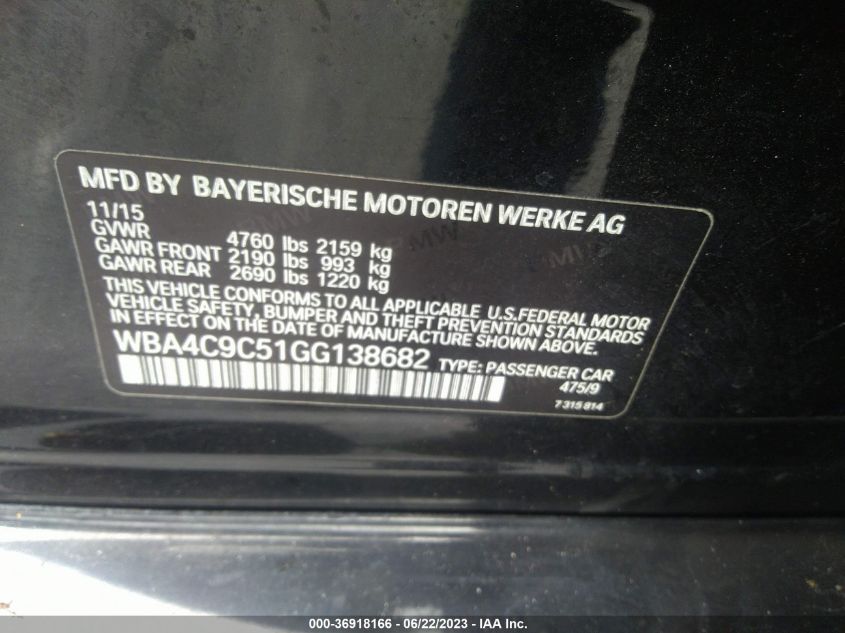 MFD BY BAYERISCHE MOTOREN WERKE AG
11/15
GVWR 4760 lbs 2159 kg
GAWR FRONT 2190 lbs 993 kg
GAWR REAR 2690 lbs 1220 kg
THIS VEHICLE CONFORMS TO ALL APPLICABLE U.S.FEDERAL MOTOR
VEHICLE SAFETY, BUMPER AND THEFT PREVENTION STANDARDS
IN EFFECT ON THE DATE OF MANUFACTURE SHOWN ABOVE.
WBA4C9C51GG138682 TYPE: PASSENGER CAR
475/9
7315814
000-36918166 - 06/22/2023 - IAA, Inc.